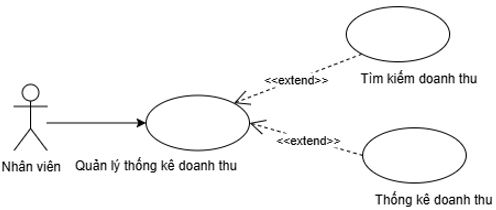 <<extend>>
Tìm kiếm doanh thu
<<extend>>
Nhân viên
Quản lý thống kê doanh thu
Thống kê doanh thu